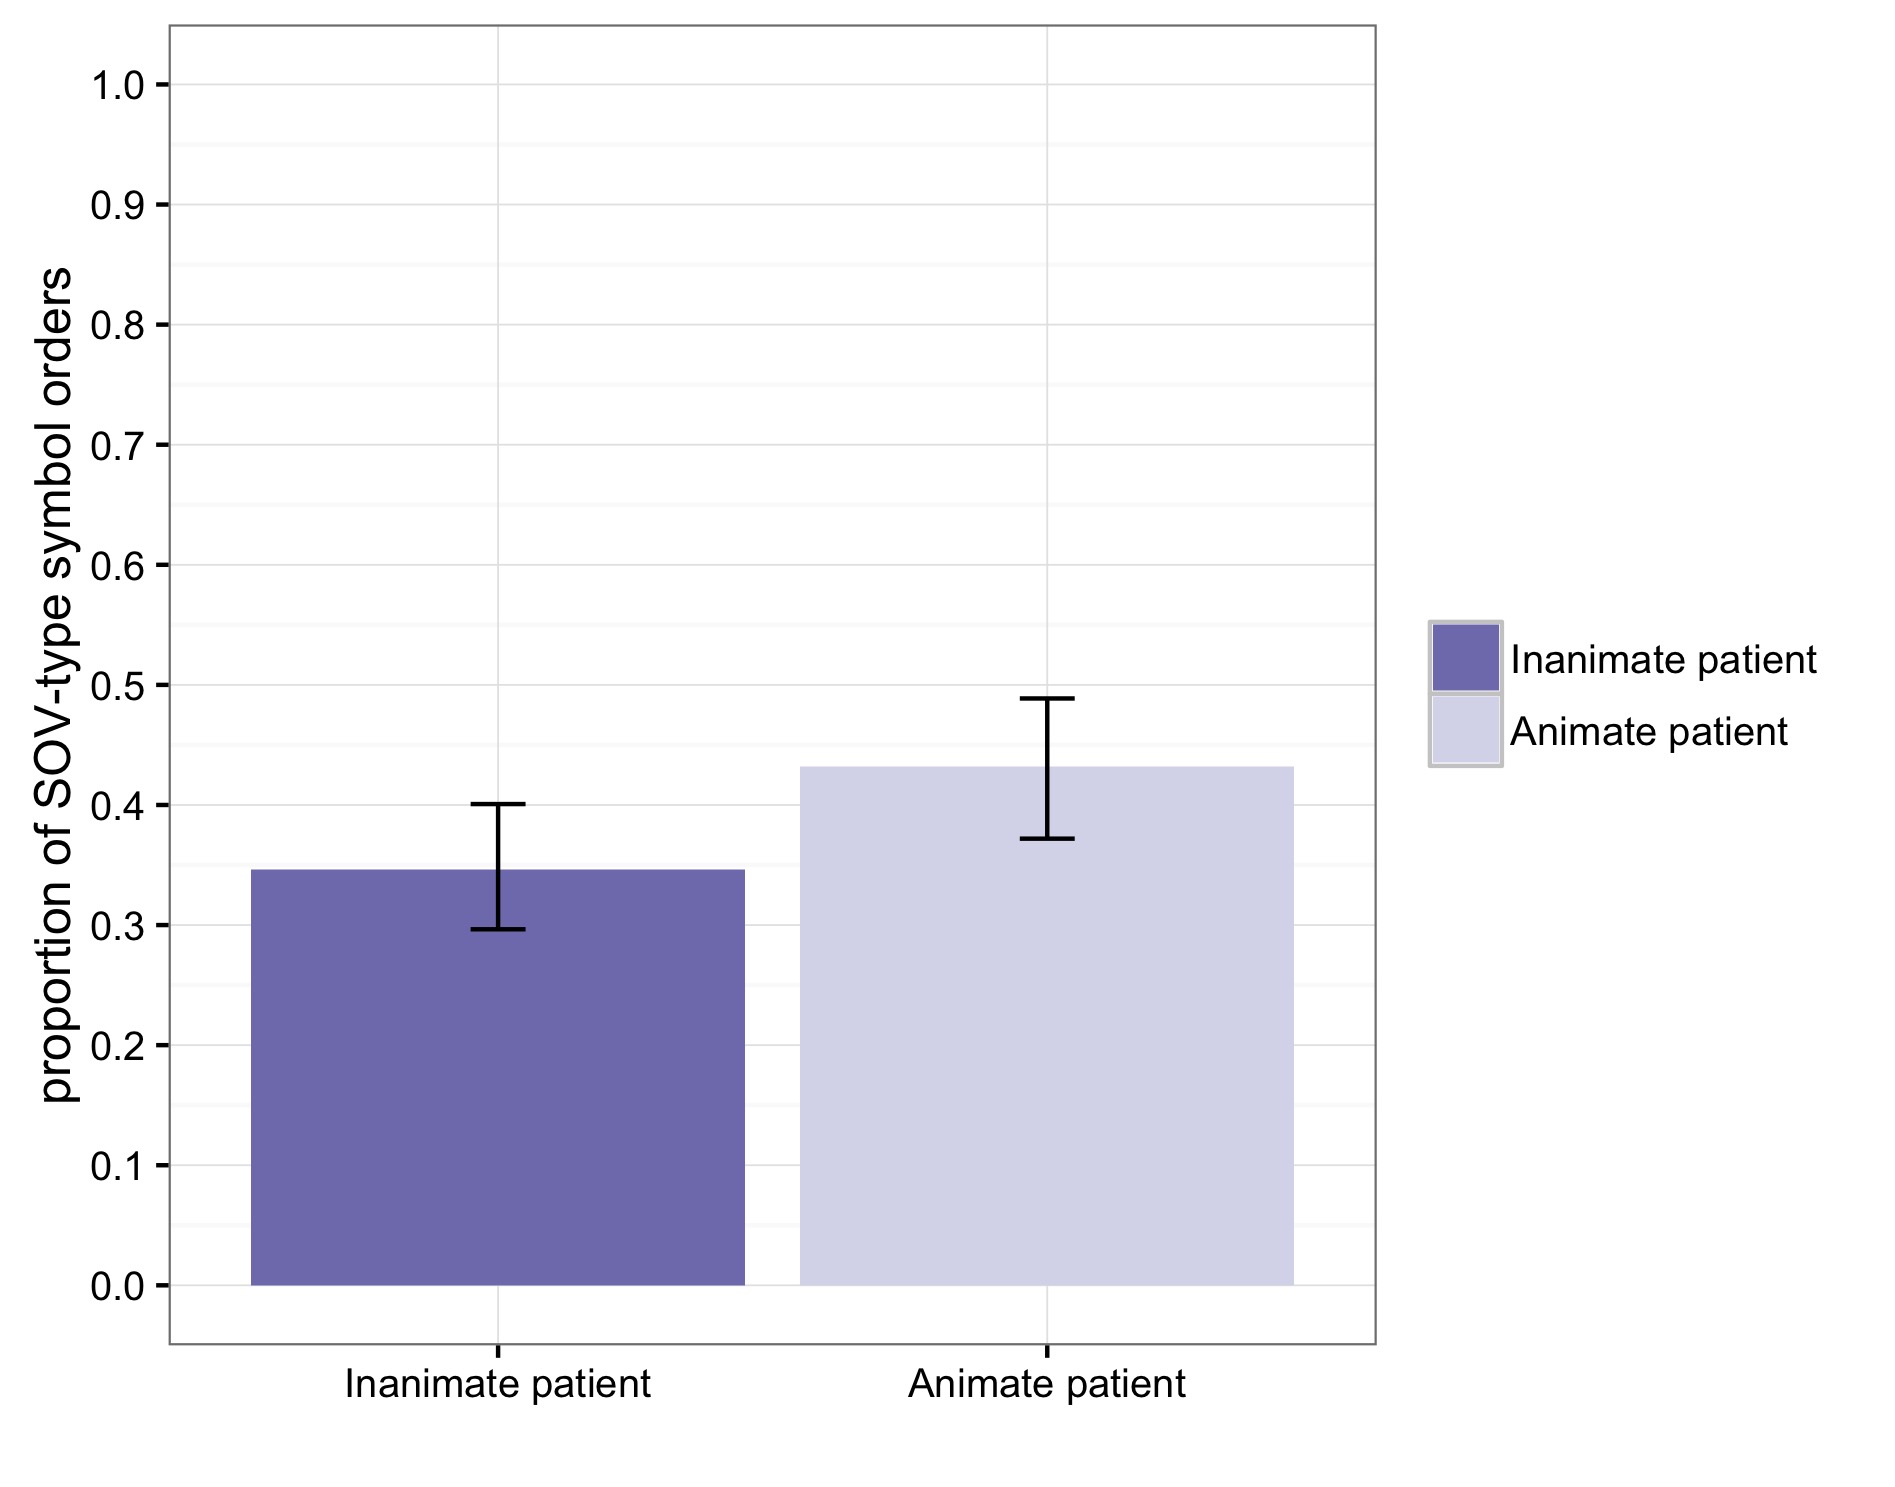 proportion of SOV-type symbol orders
1.0
0.9
0.8
0.7
0.6
0.5
0.4
0.3
0.2
0.1
0.0
Inanimate patient
Animate patient
Inanimate patient
Animate patient